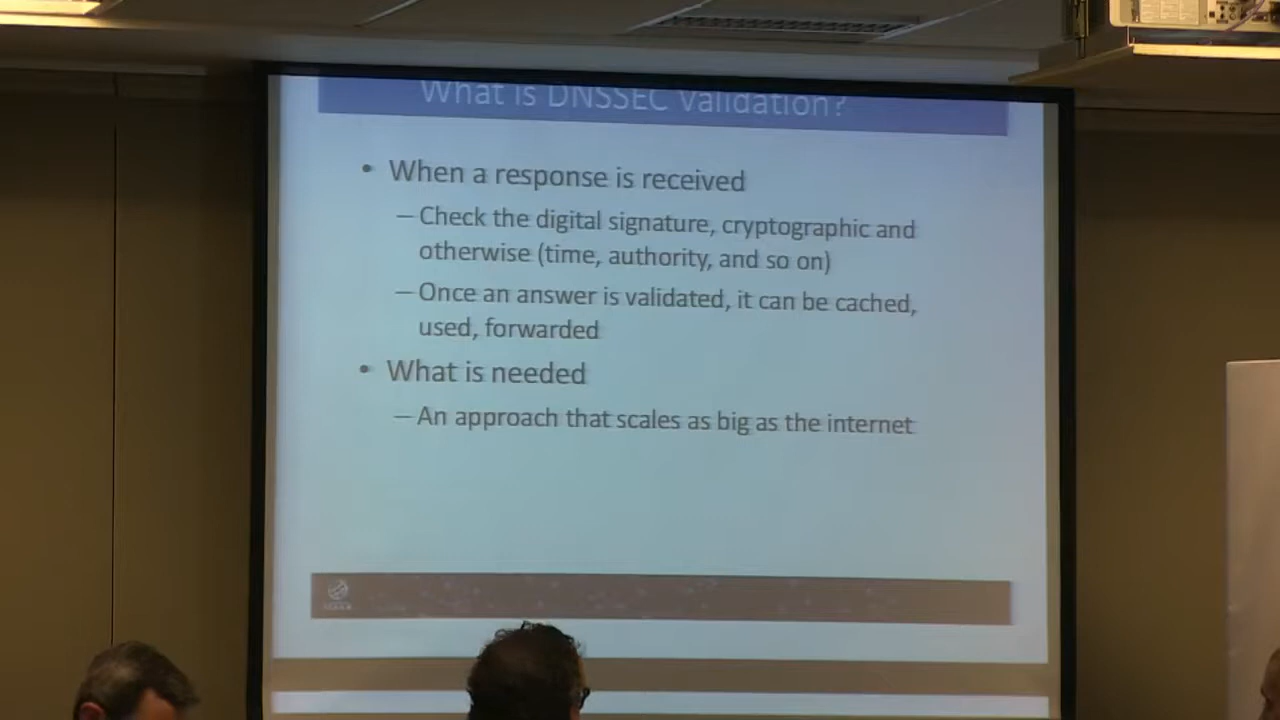 What is DNSSEC Validation?
• When a response is received
– Check the digital signature, cryptographic and
otherwise (time, authority, and so on)
– Once an answer is validated, it can be cached,
used, forwarded
• What is needed
– An approach that scales as big as the internet